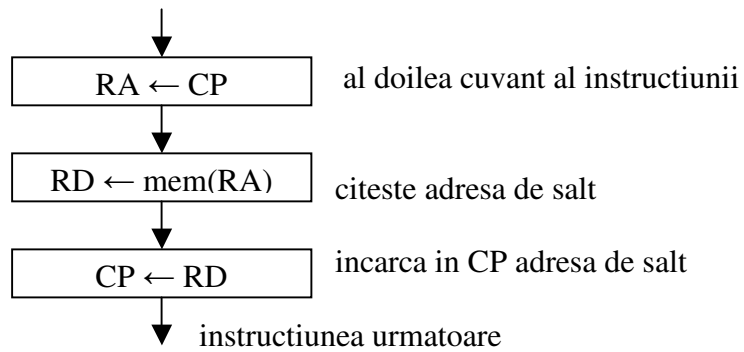 RA ← CP
al doilea cuvant al instructiunii
RD ← mem(RA)
citeste adresa de salt
CP ← RD
incarca in CP adresa de salt
instructiunea urmatoare